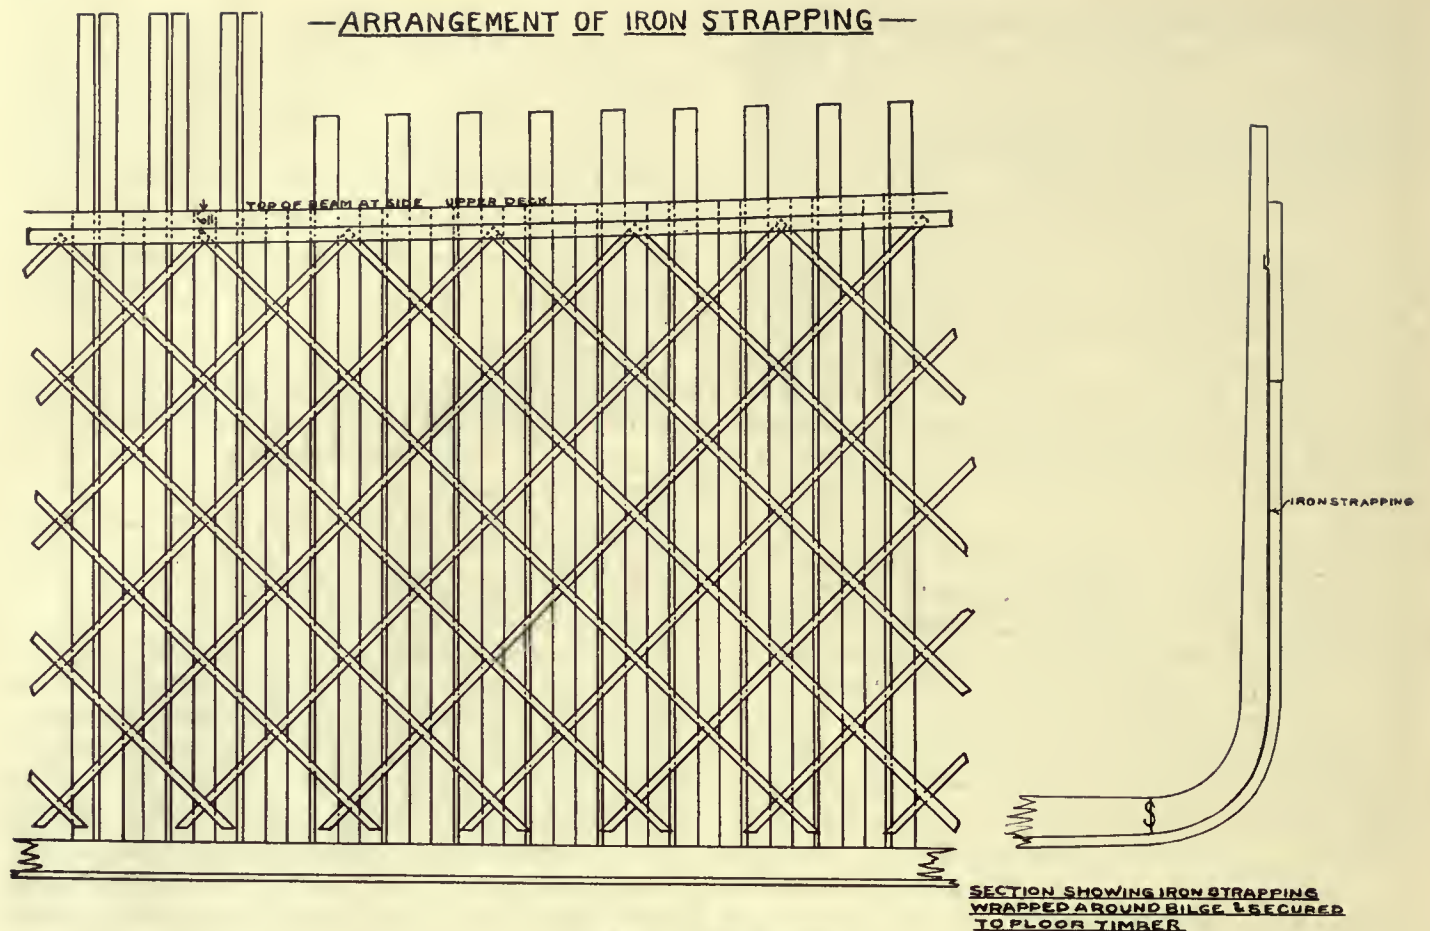 —ARRANGEMENT OF IRON STRAPPING—
6"
TOP OF BEAM AT SIDE UPPER DECK
IRON STRAPPING
SECTION SHOWING IRON STRAPPING
WRAPPED AROUND BILGE & SECURED
TO FLOOR TIMBER